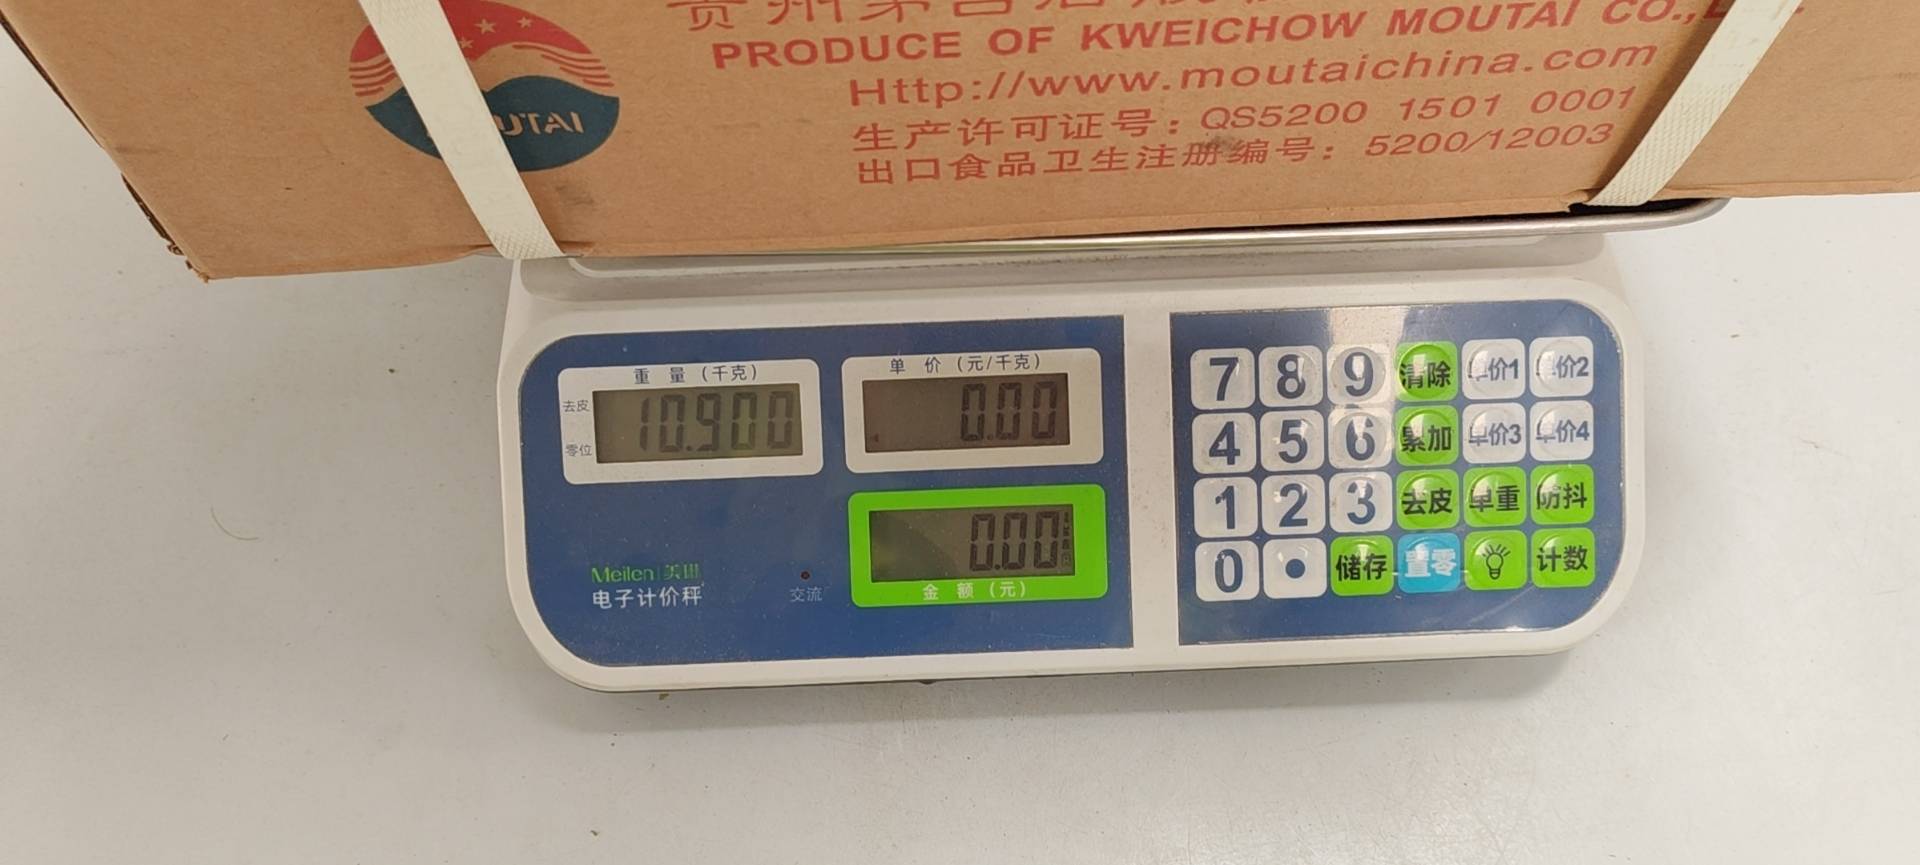 PRODUCE OF KWEICHOW MOUTAI CO.,
Http://www.moutaichina.com
生产许可证号：QS5200 1501 0001
出口食品卫生注册编号：5200/12003
重 量 (千克)
单 价 (元/千克)
去皮
零位
10.900
0.00
0.00
金 额 (元)
Meilen
电子计价秤
交流
7 8 9 清除 单价1 单价2
4 5 6 累加 单价3 单价4
1 2 3 去皮 单重 防抖
0 • 储存 置零 计数